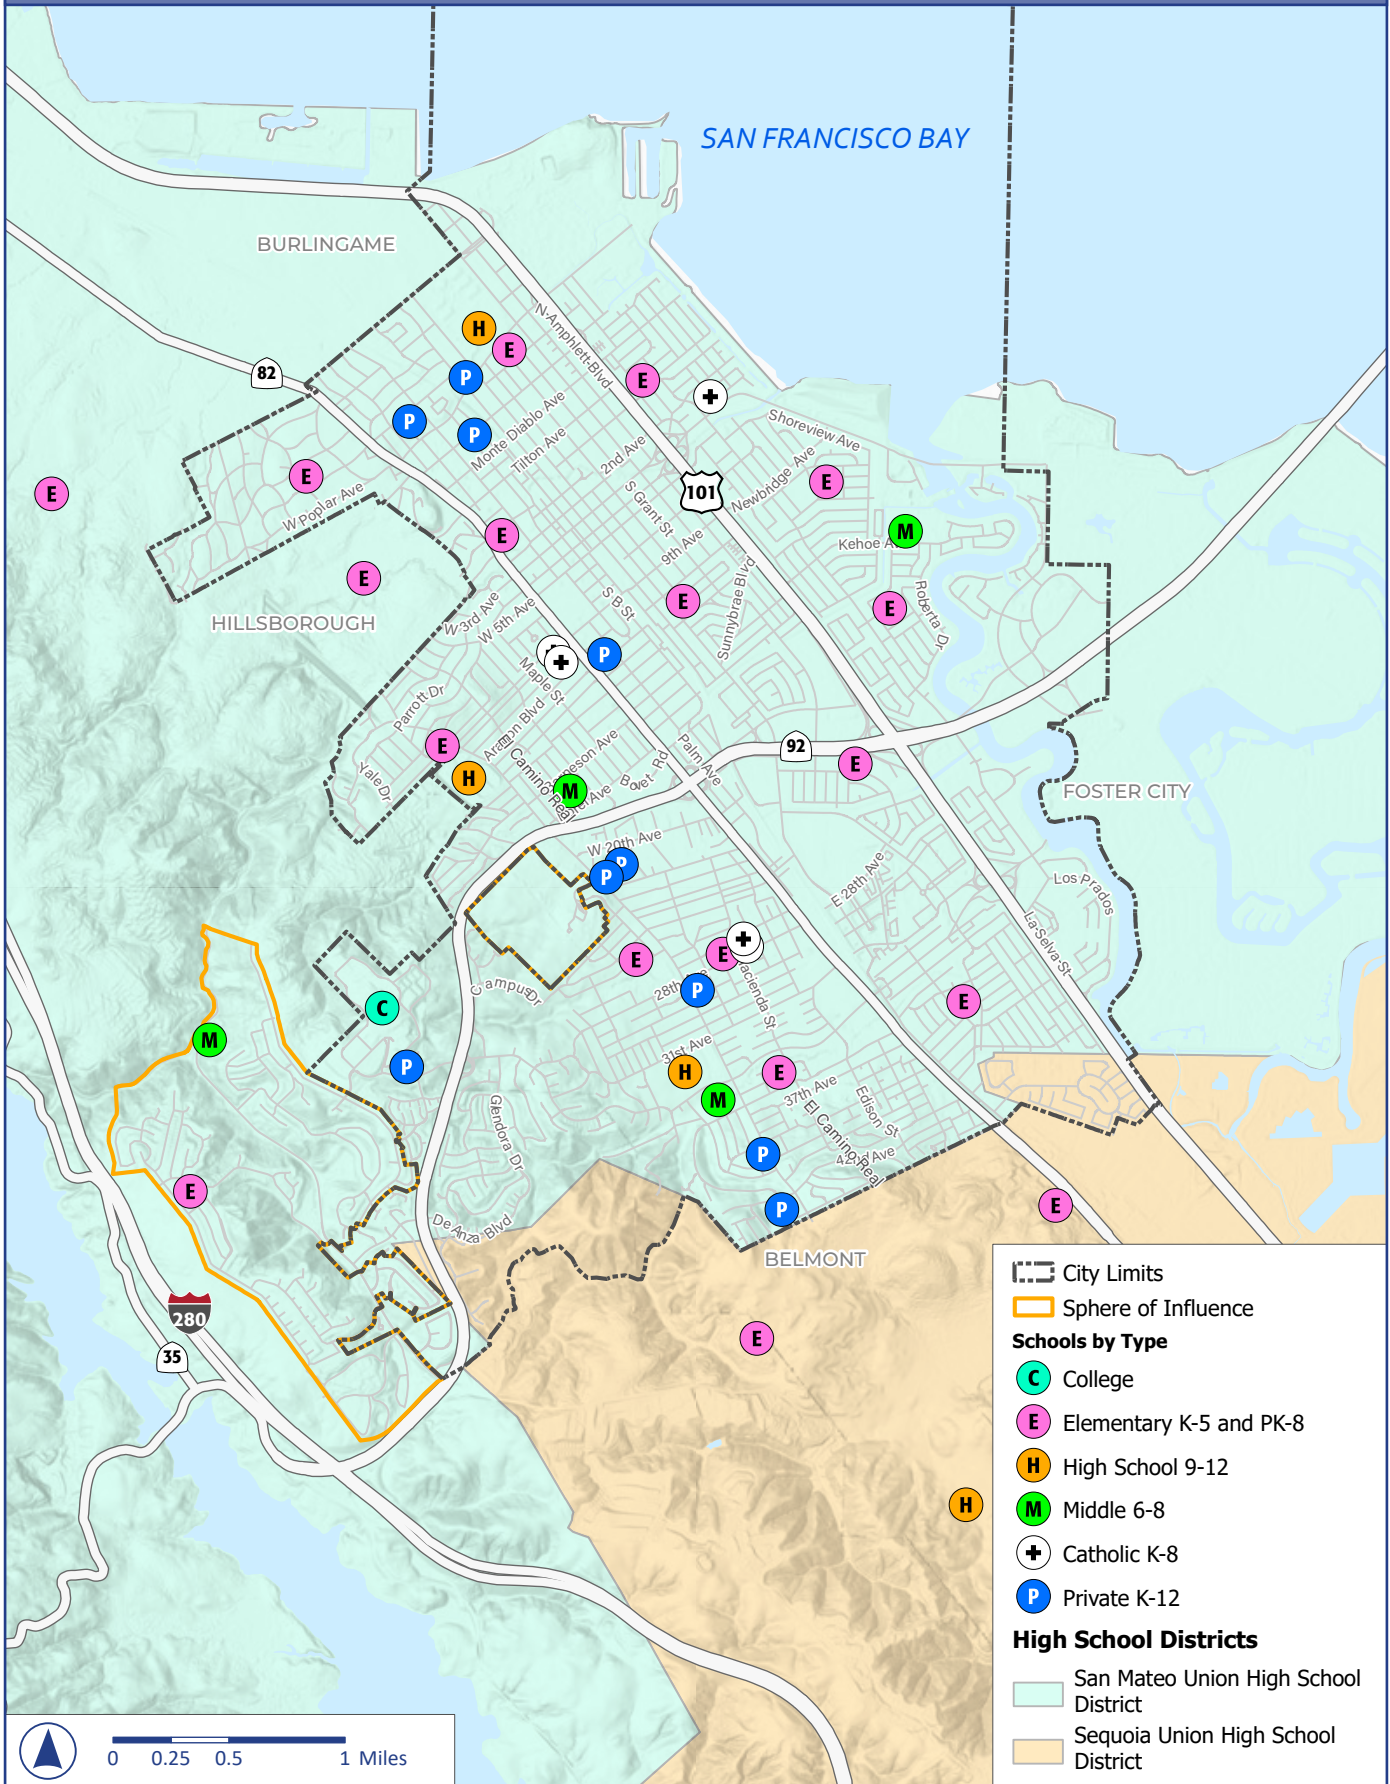 SAN FRANCISCO BAY
BURLINGAME
H
E
N Amphlett Blvd
82
P
E
P
P
Monte Diablo Ave
Tilton Ave
2nd Ave
Shoreview Ave
E
E
W Poplar Ave
S Grant St
101
Newbridge Ave
E
E
9th Ave
Kehoe A
M
E
HILLSBOROUGH
W 3rd Ave
W 5th Ave
S B St
E
Sunnybrae Blvd
E
Roberta Dr
P
Maple St
Parrott Dr
E
Aragon Blvd
H
Yale Dr
El Camino Real
M
Bovet Rd
Palm Ave
92
E
FOSTER CITY
W 20th Ave
P
P
E 28th Ave
Los Prados
La Selva St
E
E
Campus Dr
28th
P
E
C
M
P
31st Ave
H
E
M
37th Ave
Glendora Dr
El Camino Real
Edison St
P
42nd Ave
E
P
E
De Anza Blvd
BELMONT
280
35
E
H
City Limits
Sphere of Influence
Schools by Type
C College
E Elementary K-5 and PK-8
H High School 9-12
M Middle 6-8
Catholic K-8
P Private K-12
High School Districts
San Mateo Union High School
District
Sequoia Union High School
District
0 0.25 0.5 1 Miles